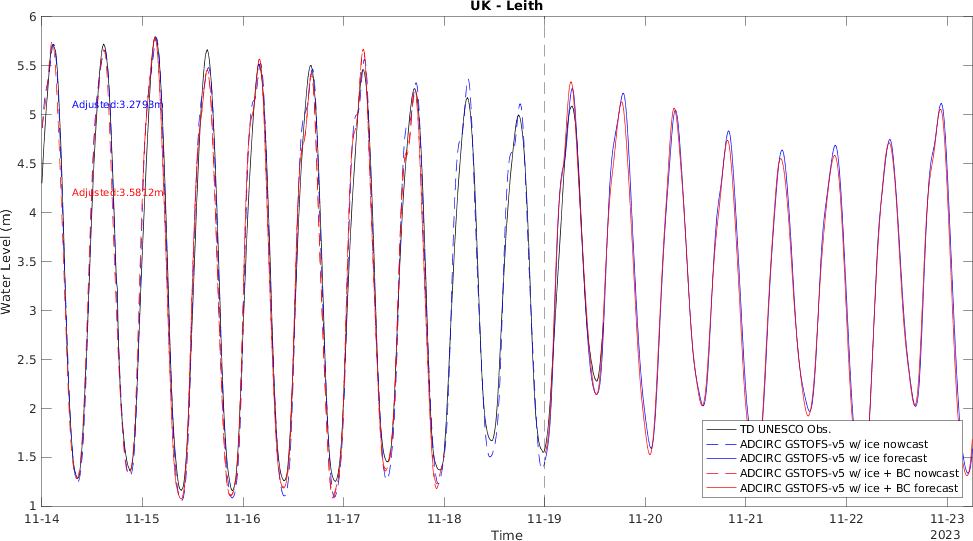 UK - Leith
6
5.5
5
4.5
4
3.5
3
2.5
2
1.5
1
Water Level (m)
Adjusted:3.2793m
Adjusted:3.5812m
TD UNESCO Obs.
ADCIRC GSTOFS-v5 w/ ice nowcast
ADCIRC GSTOFS-v5 w/ ice forecast
ADCIRC GSTOFS-v5 w/ ice + BC nowcast
ADCIRC GSTOFS-v5 w/ ice + BC forecast
11-14 11-15 11-16 11-17 11-18 11-19 11-20 11-21 11-22 11-23
Time
2023